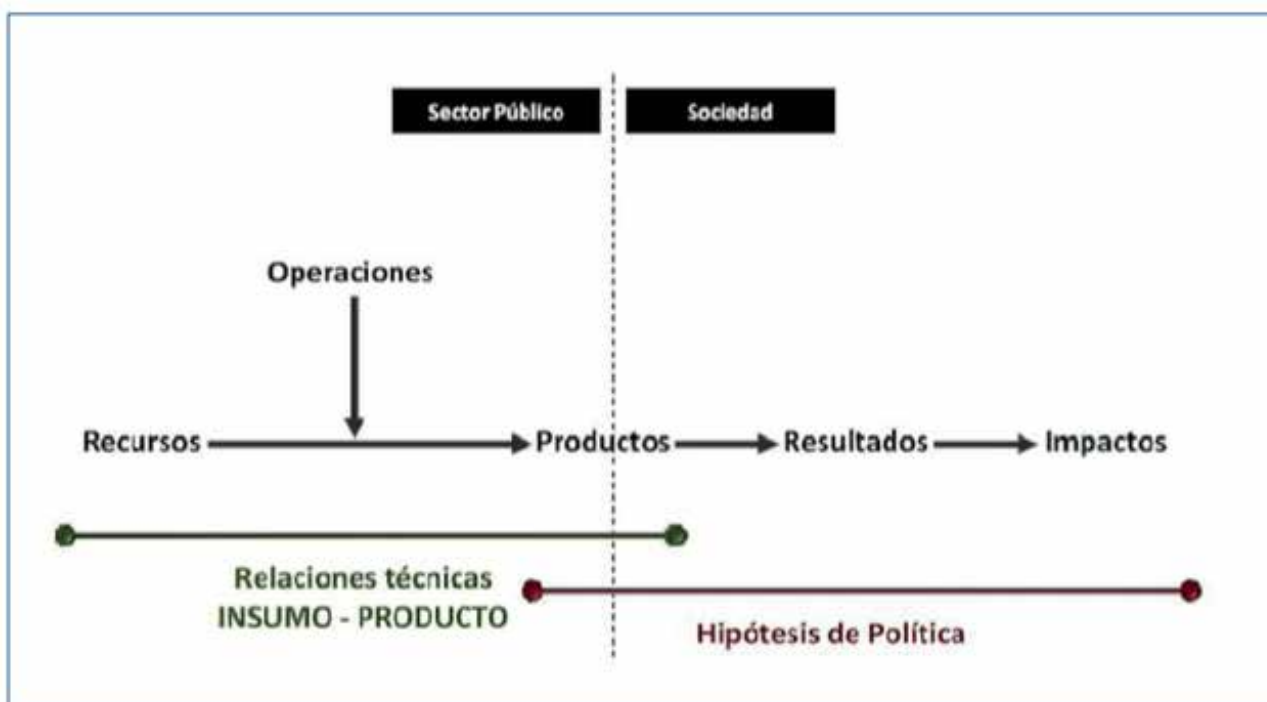 Sector Público
Sociedad
Operaciones
Recursos
Productos
Resultados
Impactos
Relaciones técnicas
INSUMO - PRODUCTO
Hipótesis de Política